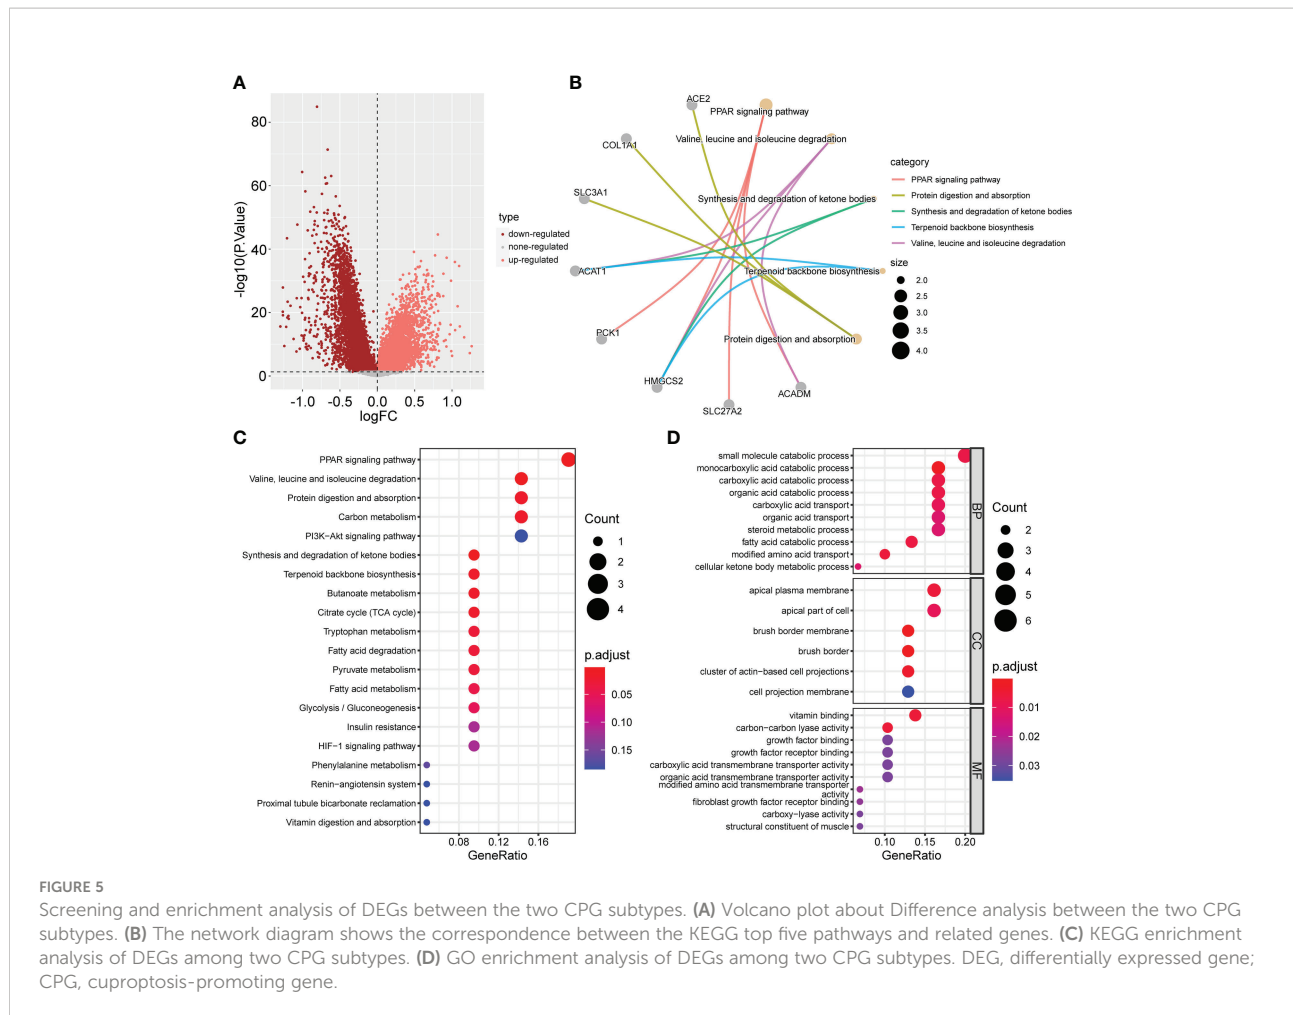 A
80
60
40
20
0
-log10(P.Value)
-1.0 -0.5 0.0 0.5 1.0
logFC
type
down-regulated
none-regulated
up-regulated
B
ACE2
PPAR signaling pathway
COL1A1
Valine, leucine and isoleucine degradation
SLC3A1
Synthesis and degradation of ketone bodies
ACAT1
Terpenoid backbone biosynthesis
PCK1
Protein digestion and absorption
HMGCS2
ACADM
SLC27A2
category
PPAR signaling pathway
Protein digestion and absorption
Synthesis and degradation of ketone bodies
Terpenoid backbone biosynthesis
Valine, leucine and isoleucine degradation
size
2.0
2.5
3.0
3.5
4.0
C
PPAR signaling pathway
Valine, leucine and isoleucine degradation
Protein digestion and absorption
Carbon metabolism
PI3K−Akt signaling pathway
Synthesis and degradation of ketone bodies
Terpenoid backbone biosynthesis
Butanoate metabolism
Citrate cycle (TCA cycle)
Tryptophan metabolism
Fatty acid degradation
Pyruvate metabolism
Fatty acid metabolism
Glycolysis / Gluconeogenesis
Insulin resistance
HIF−1 signaling pathway
Phenylalanine metabolism
Renin−angiotensin system
Proximal tubule bicarbonate reclamation
Vitamin digestion and absorption
0.08 0.12 0.16
GeneRatio
Count
1
2
3
4
p.adjust
0.05
0.10
0.15
D
small molecule catabolic process
monocarboxylic acid catabolic process
carboxylic acid catabolic process
organic acid catabolic process
carboxylic acid transport
organic acid transport
steroid metabolic process
fatty acid catabolic process
modified amino acid transport
cellular ketone body metabolic process
BP
apical plasma membrane
apical part of cell
brush border membrane
brush border
cluster of actin−based cell projections
cell projection membrane
CC
vitamin binding
carbon−carbon lyase activity
growth factor binding
growth factor receptor binding
carboxylic acid transmembrane transporter activity
organic acid transmembrane transporter activity
modified amino acid transmembrane transporter
activity
fibroblast growth factor receptor binding
carboxy−lyase activity
structural constituent of muscle
MF
0.10 0.15 0.20
GeneRatio
Count
2
3
4
5
6
p.adjust
0.01
0.02
0.03
FIGURE 5
Screening and enrichment analysis of DEGs between the two CPG subtypes. (A) Volcano plot about Difference analysis between the two CPG
subtypes. (B) The network diagram shows the correspondence between the KEGG top five pathways and related genes. (C) KEGG enrichment
analysis of DEGs among two CPG subtypes. (D) GO enrichment analysis of DEGs among two CPG subtypes. DEG, differentially expressed gene;
CPG, cuproptosis-promoting gene.